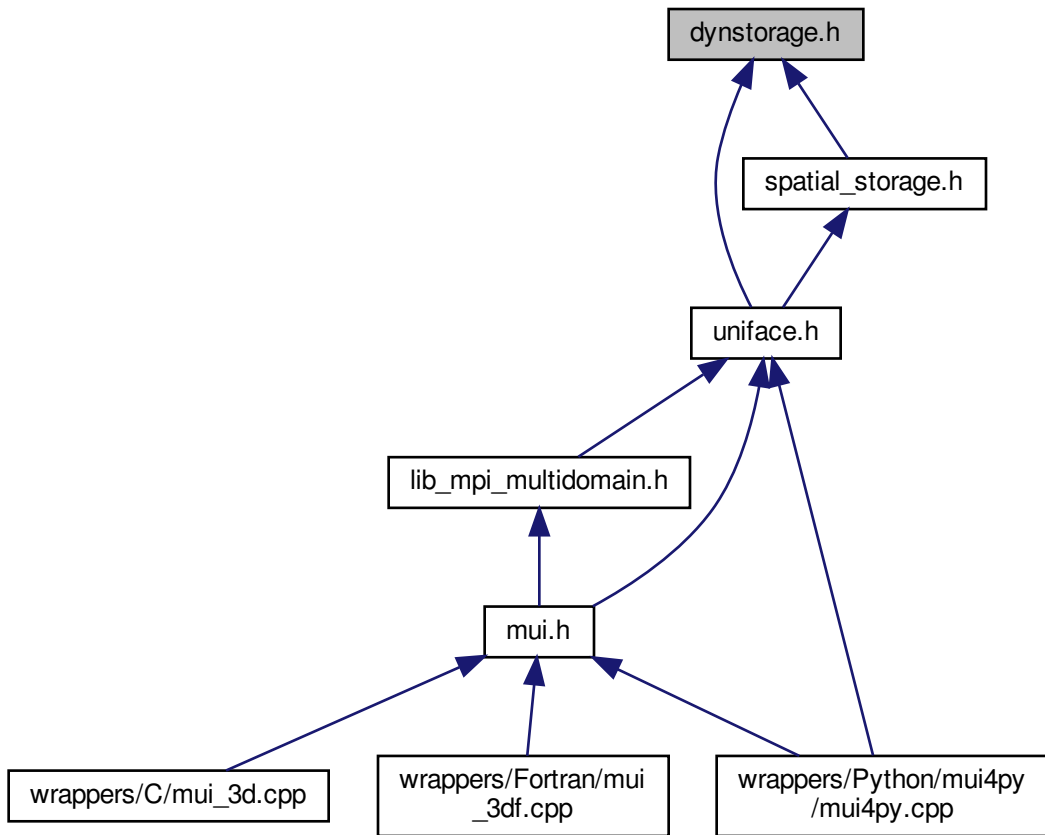 dynstorage.h
spatial_storage.h
uniface.h
lib_mpi_multidomain.h
mui.h
wrappers/C/mui_3d.cpp
wrappers/Fortran/mui
_3df.cpp
wrappers/Python/mui4py
/mui4py.cpp